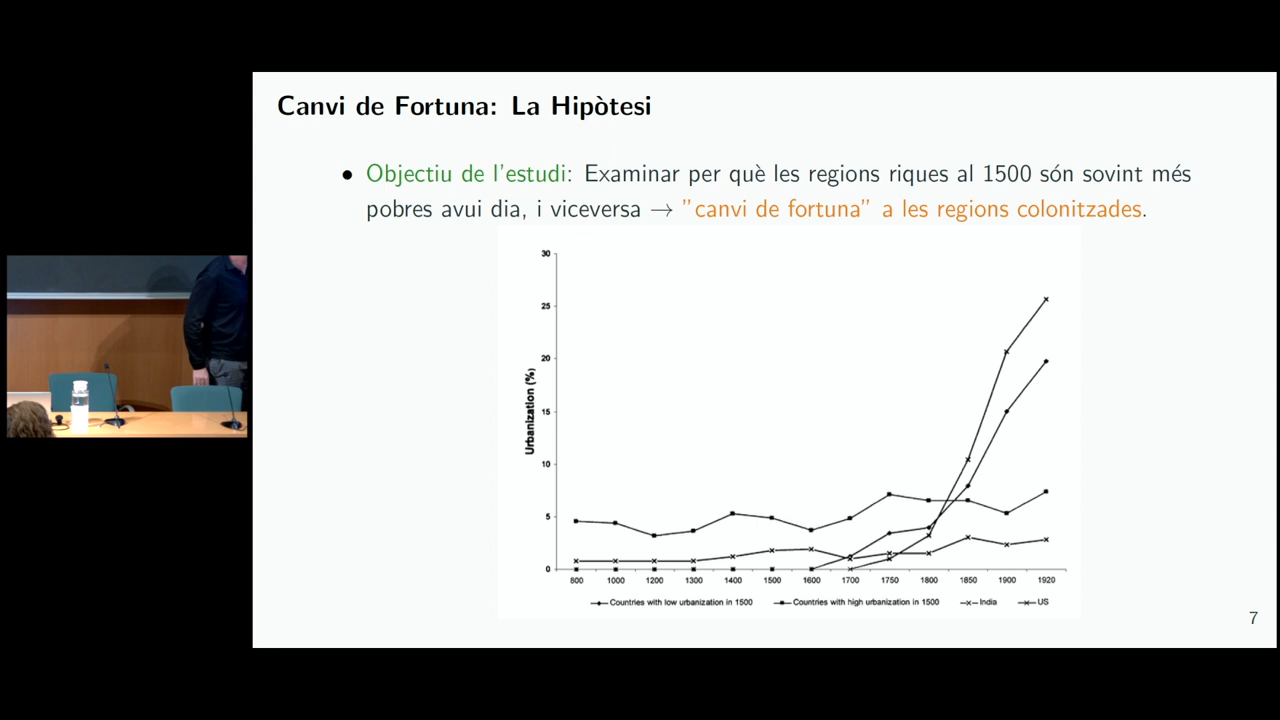 Canvi de Fortuna: La Hipòtesi
• Objectiu de l'estudi: Examinar per què les regions riques al 1500 són sovint més
pobres avui dia, i viceversa → "canvi de fortuna" a les regions colonitzades.
30
25
20
15
10
5
0
Urbanization (%)
800 1000 1200 1300 1400 1500 1600 1700 1750 1800 1850 1900 1920
Countries with low urbanization in 1500 Countries with high urbanization in 1500 India US
7